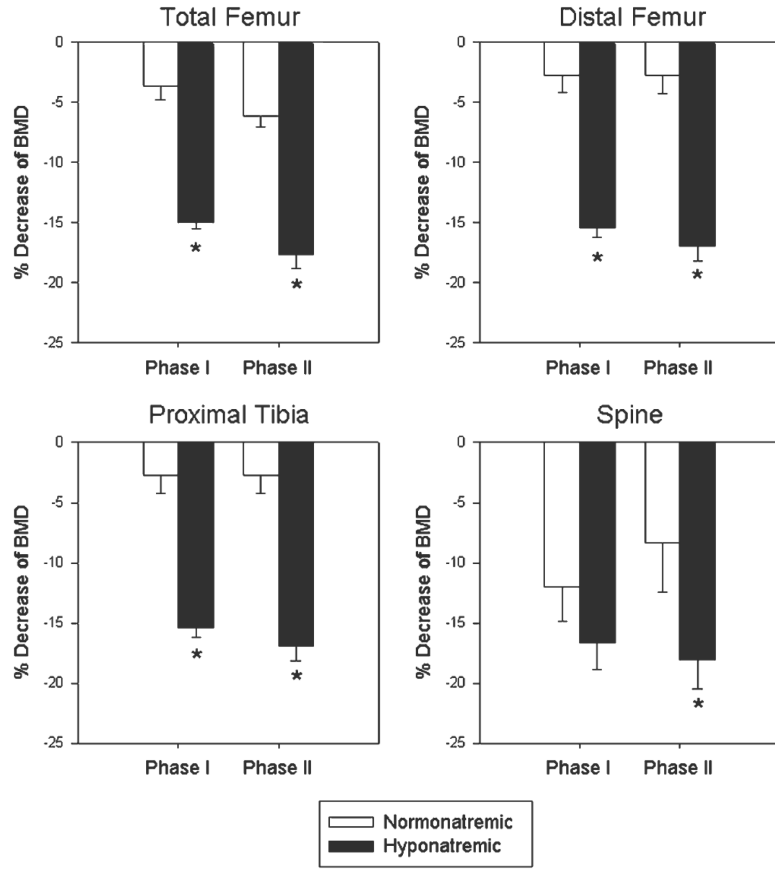 Total Femur
% Decrease of BMD
0
-5
-10
-15
-20
-25
*
*
Phase I
Phase II
Distal Femur
% Decrease of BMD
0
-5
-10
-15
-20
-25
*
*
Phase I
Phase II
Proximal Tibia
% Decrease of BMD
0
-5
-10
-15
-20
-25
*
*
Phase I
Phase II
Spine
% Decrease of BMD
0
-5
-10
-15
-20
-25
*
Phase I
Phase II
Normonatremic
Hyponatremic